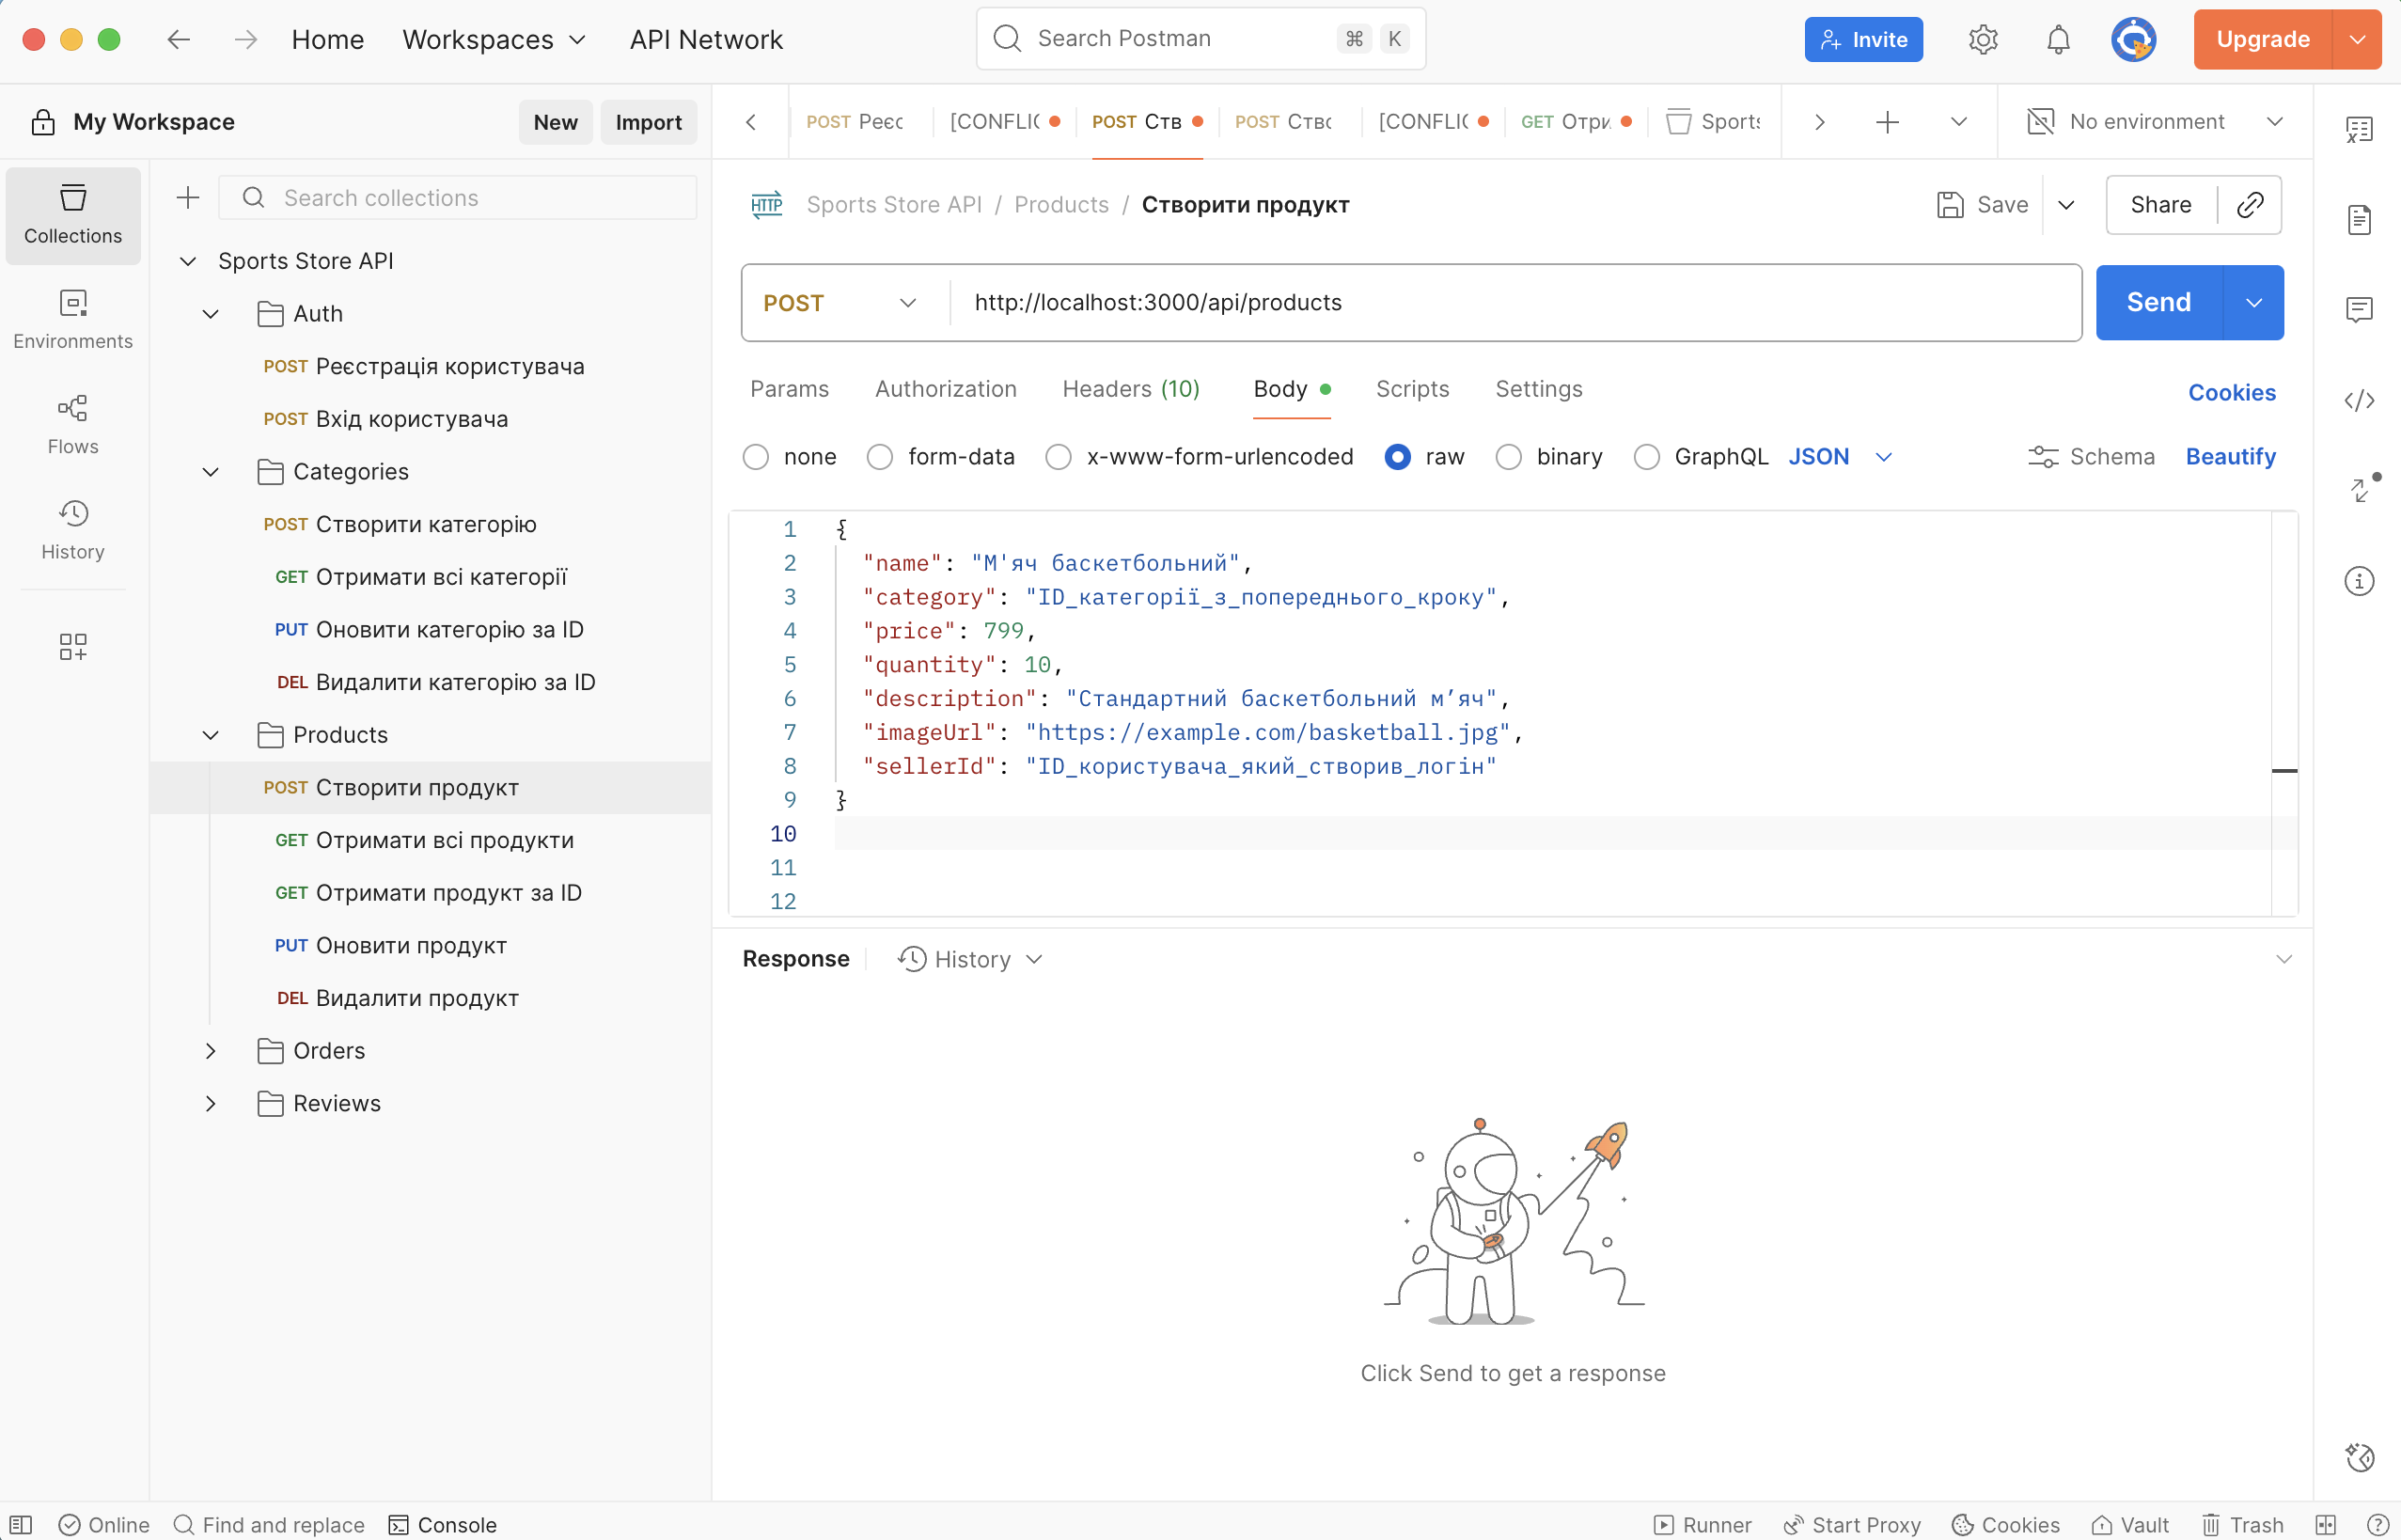 Home Workspaces API Network Search Postman ⌘ K Invite Upgrade
My Workspace New Import
POST Реєс [CONFLIC POST Ств POST Ство [CONFLIC GET Отри Sports No environment
Collections
Environments
Flows
History
Search collections
Sports Store API
Auth
POST Реєстрація користувача
POST Вхід користувача
Categories
POST Створити категорію
GET Отримати всі категорії
PUT Оновити категорію за ID
DEL Видалити категорію за ID
Products
POST Створити продукт
GET Отримати всі продукти
GET Отримати продукт за ID
PUT Оновити продукт
DEL Видалити продукт
Orders
Reviews
HTTP Sports Store API / Products / Створити продукт Save Share
POST http://localhost:3000/api/products Send
Params Authorization Headers (10) Body Scripts Settings Cookies
none form-data x-www-form-urlencoded raw binary GraphQL JSON Schema Beautify
1 {
2 "name": "М'яч баскетбольний",
3 "category": "ID_категорії_з_попереднього_кроку",
4 "price": 799,
5 "quantity": 10,
6 "description": "Стандартний баскетбольний м’яч",
7 "imageUrl": "https://example.com/basketball.jpg",
8 "sellerId": "ID_користувача_який_створив_логін"
9 }
10
11
12
Response History
Click Send to get a response
Online Find and replace Console Runner Start Proxy Cookies Vault Trash